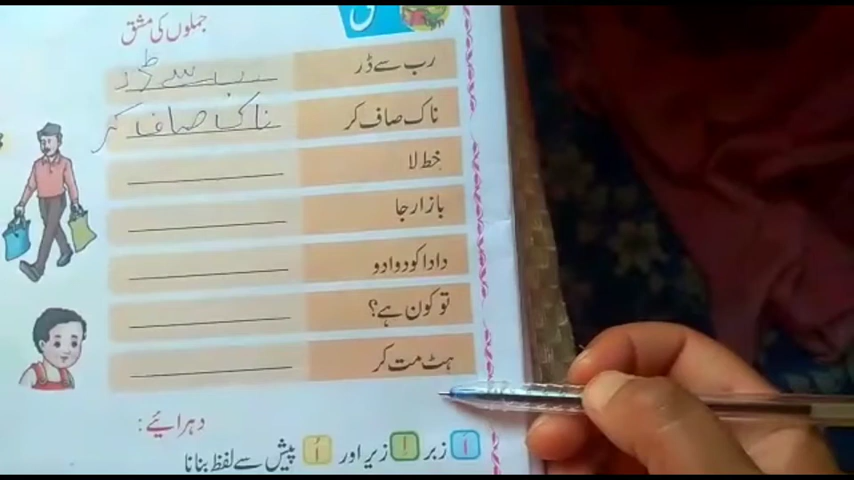 جملوں کی مشق
رب سے ڈر رب سے ڈر
ناک صاف کر ناک صاف کر
خط لا
بازار جا
دادا کو دوا دو
تو کون ہے؟
ہٹ مت کر
دہرائیے:
اَ زبر اِ زیر اور اُ پیش سے لفظ بنانا